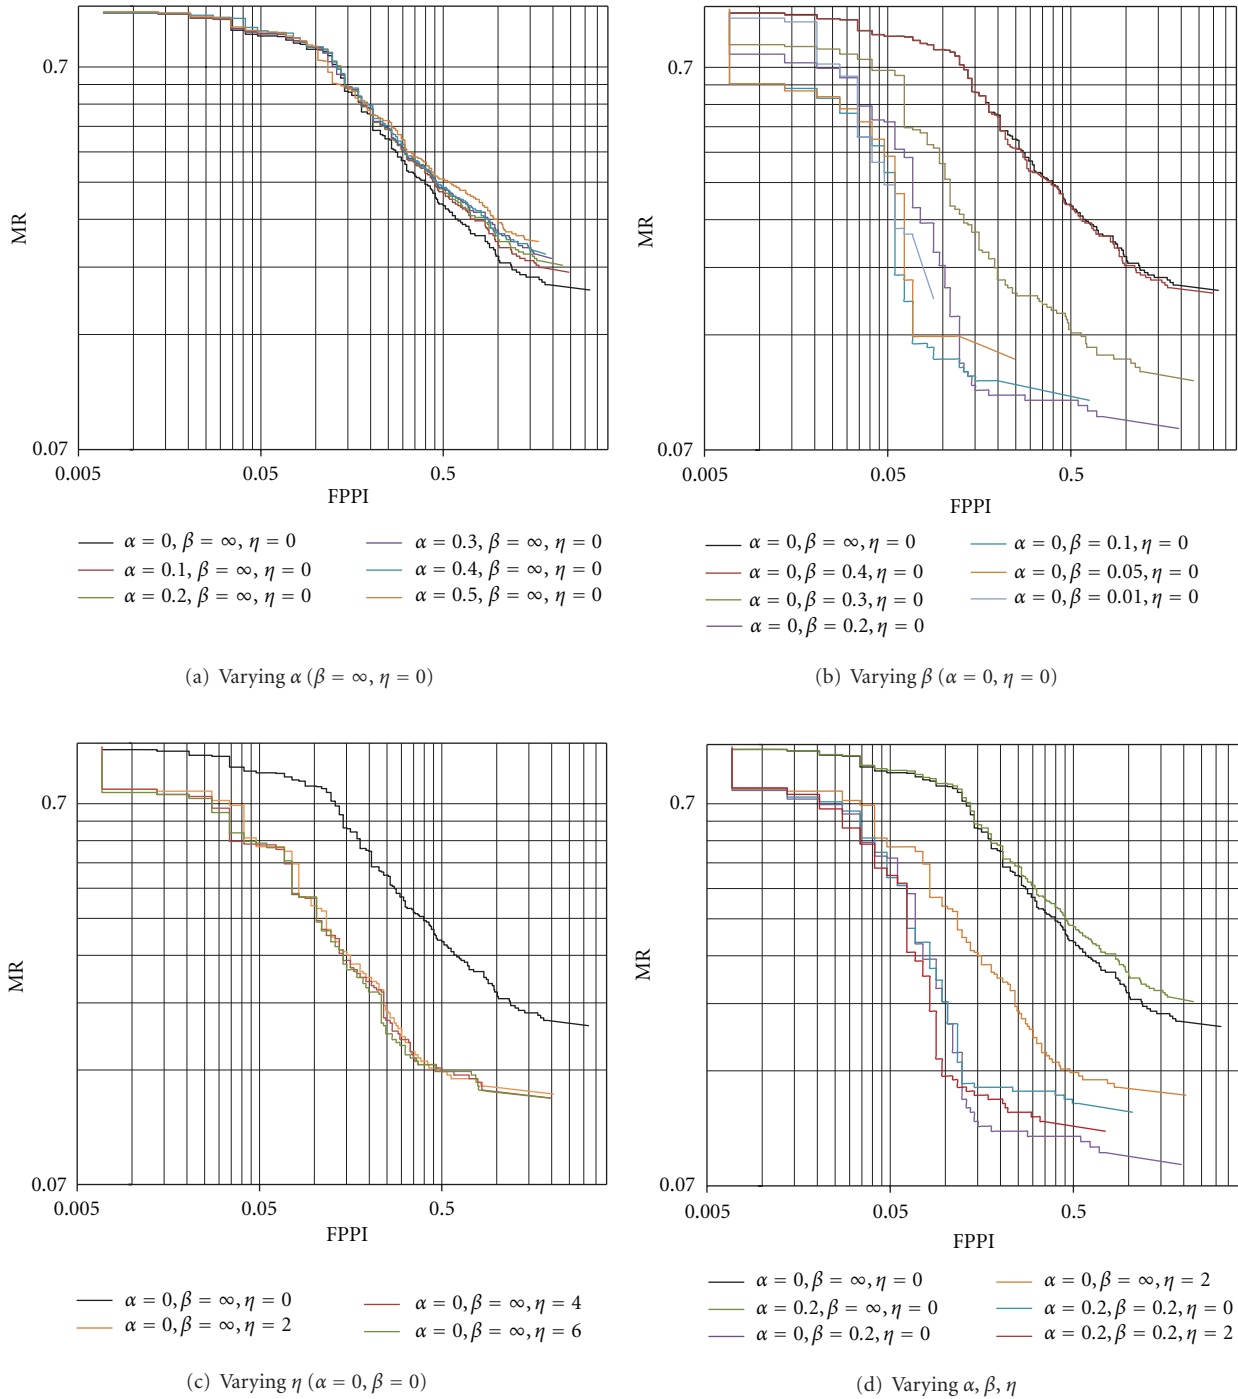 MR
0.7
0.07
0.005
0.05
0.5
FPPI
α = 0, β = ∞, η = 0
α = 0.1, β = ∞, η = 0
α = 0.2, β = ∞, η = 0
α = 0.3, β = ∞, η = 0
α = 0.4, β = ∞, η = 0
α = 0.5, β = ∞, η = 0
(a) Varying α (β = ∞, η = 0)
MR
0.7
0.07
0.005
0.05
0.5
FPPI
α = 0, β = ∞, η = 0
α = 0, β = 0.4, η = 0
α = 0, β = 0.3, η = 0
α = 0, β = 0.2, η = 0
α = 0, β = 0.1, η = 0
α = 0, β = 0.05, η = 0
α = 0, β = 0.01, η = 0
(b) Varying β (α = 0, η = 0)
MR
0.7
0.07
0.005
0.05
0.5
FPPI
α = 0, β = ∞, η = 0
α = 0, β = ∞, η = 2
α = 0, β = ∞, η = 4
α = 0, β = ∞, η = 6
(c) Varying η (α = 0, β = 0)
MR
0.7
0.07
0.005
0.05
0.5
FPPI
α = 0, β = ∞, η = 0
α = 0.2, β = ∞, η = 0
α = 0, β = 0.2, η = 0
α = 0, β = ∞, η = 2
α = 0.2, β = 0.2, η = 0
α = 0.2, β = 0.2, η = 2
(d) Varying α, β, η